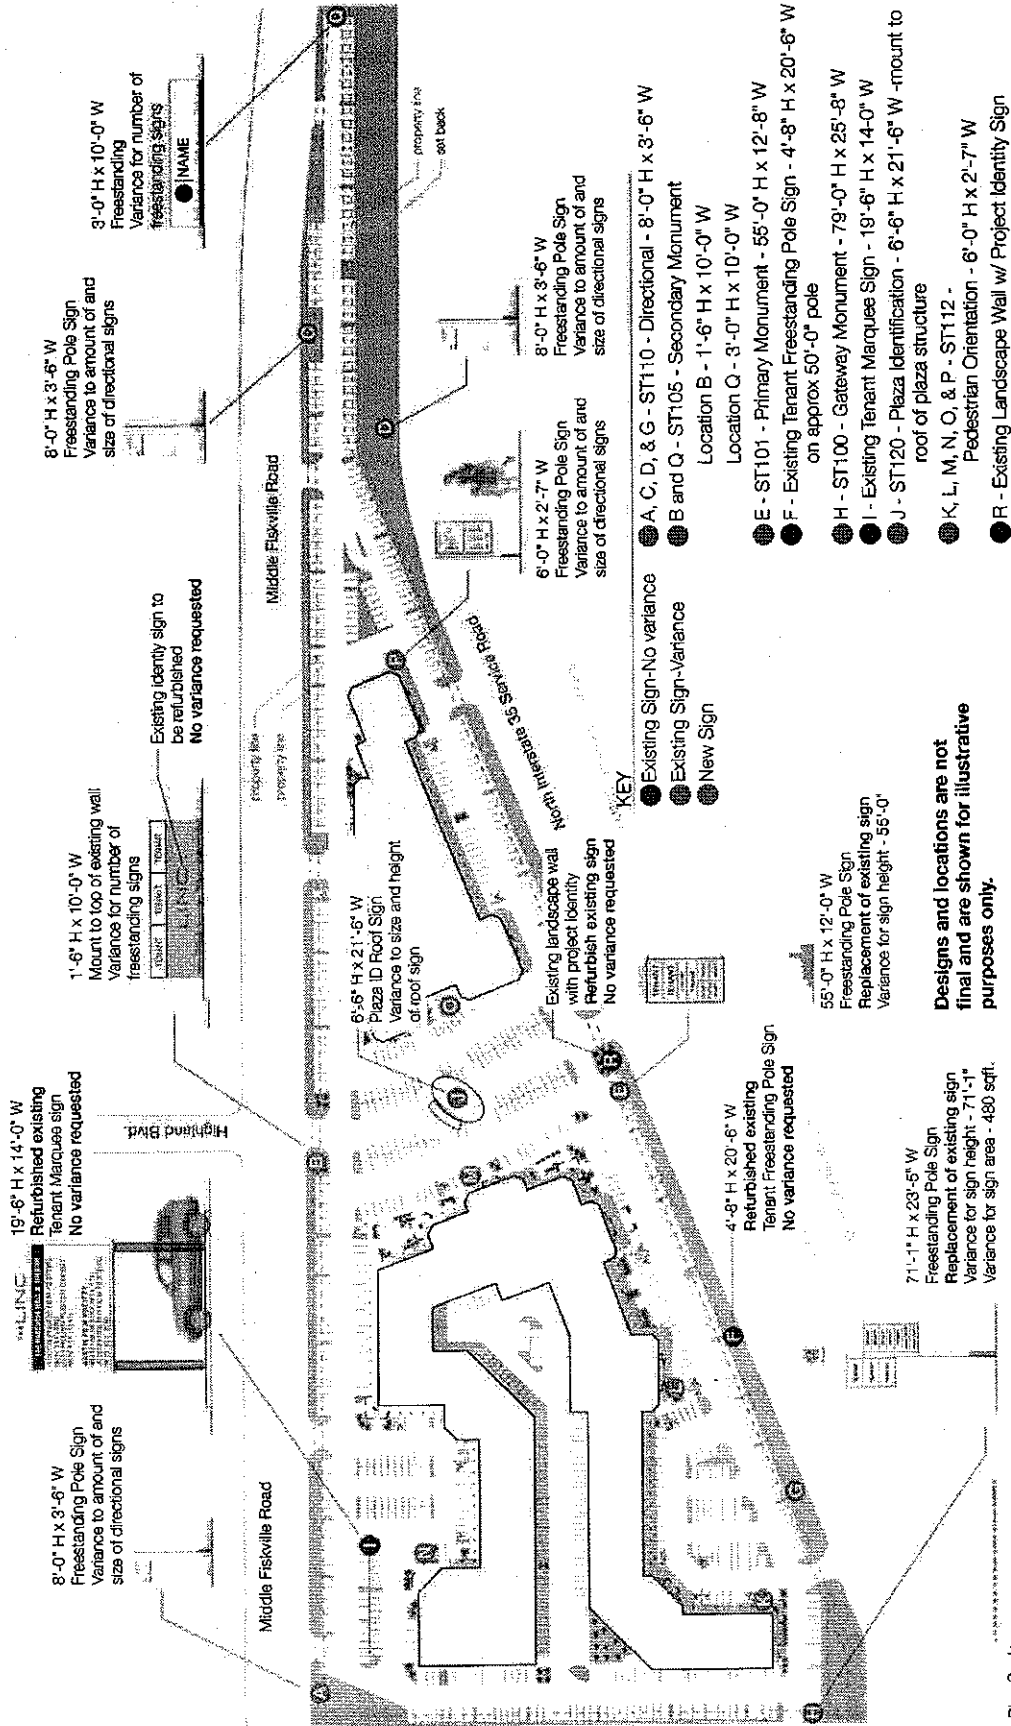 8'-0" H x 3'-6" W
Freestanding Pole Sign
Variance to amount of and
size of directional signs
19'-6" H x 14'-0" W
Refurbished existing
Tenant Marquee sign
No variance requested
LINC
1'-6" H x 10'-0" W
Mount to top of existing wall
Variance for number of
freestanding signs
TENANT TENANT TENANT
Existing identity sign to
be refurbished
No variance requested
8'-0" H x 3'-6" W
Freestanding Pole Sign
Variance to amount of and
size of directional signs
3'-0" H x 10'-0" W
Freestanding
Variance for number of
freestanding signs
NAME
Middle Fiskville Road
Highland Blvd.
Middle Fiskville Road
property line
property line
property line
set back
6'-6" H x 21'-6" W
Plaza ID Roof Sign
Variance to size and height
of roof sign
Existing landscape wall
with project identity
Refurbish existing sign
No variance requested
North Interstate 35 Service Road
6'-0" H x 2'-7" W
Freestanding Pole Sign
Variance to amount of and
size of directional signs
8'-0" H x 3'-6" W
Freestanding Pole Sign
Variance to amount of and
size of directional signs
4'-8" H x 20'-6" W
Refurbished existing
Tenant Freestanding Pole Sign
No variance requested
71'-1" H x 23'-5" W
Freestanding Pole Sign
Replacement of existing sign
Variance for sign height - 71'-1"
Variance for sign area - 480 sqft.
55'-0" H x 12'-0" W
Freestanding Pole Sign
Replacement of existing sign
Variance for sign height - 55'-0"
Designs and locations are not
final and are shown for illustrative
purposes only.
KEY
Existing Sign-No variance
Existing Sign-Variance
New Sign
A, C, D, & G - ST110 - Directional - 8'-0" H x 3'-6" W
B and Q - ST105 - Secondary Monument
Location B - 1'-6" H x 10'-0" W
Location Q - 3'-0" H x 10'-0" W
E - ST101 - Primary Monument - 55'-0" H x 12'-8" W
F - Existing Tenant Freestanding Pole Sign - 4'-8" H x 20'-6" W
on approx 50'-0" pole
H - ST100 - Gateway Monument - 79'-0" H x 25'-8" W
I - Existing Tenant Marquee Sign - 19'-6" H x 14-0" W
J - ST120 - Plaza Identification - 6'-6" H x 21'-6" W -mount to
roof of plaza structure
K, L, M, N, O, & P - ST112 -
Pedestrian Orientation - 6'-0" H x 2'-7" W
R - Existing Landscape Wall w/ Project Identity Sign